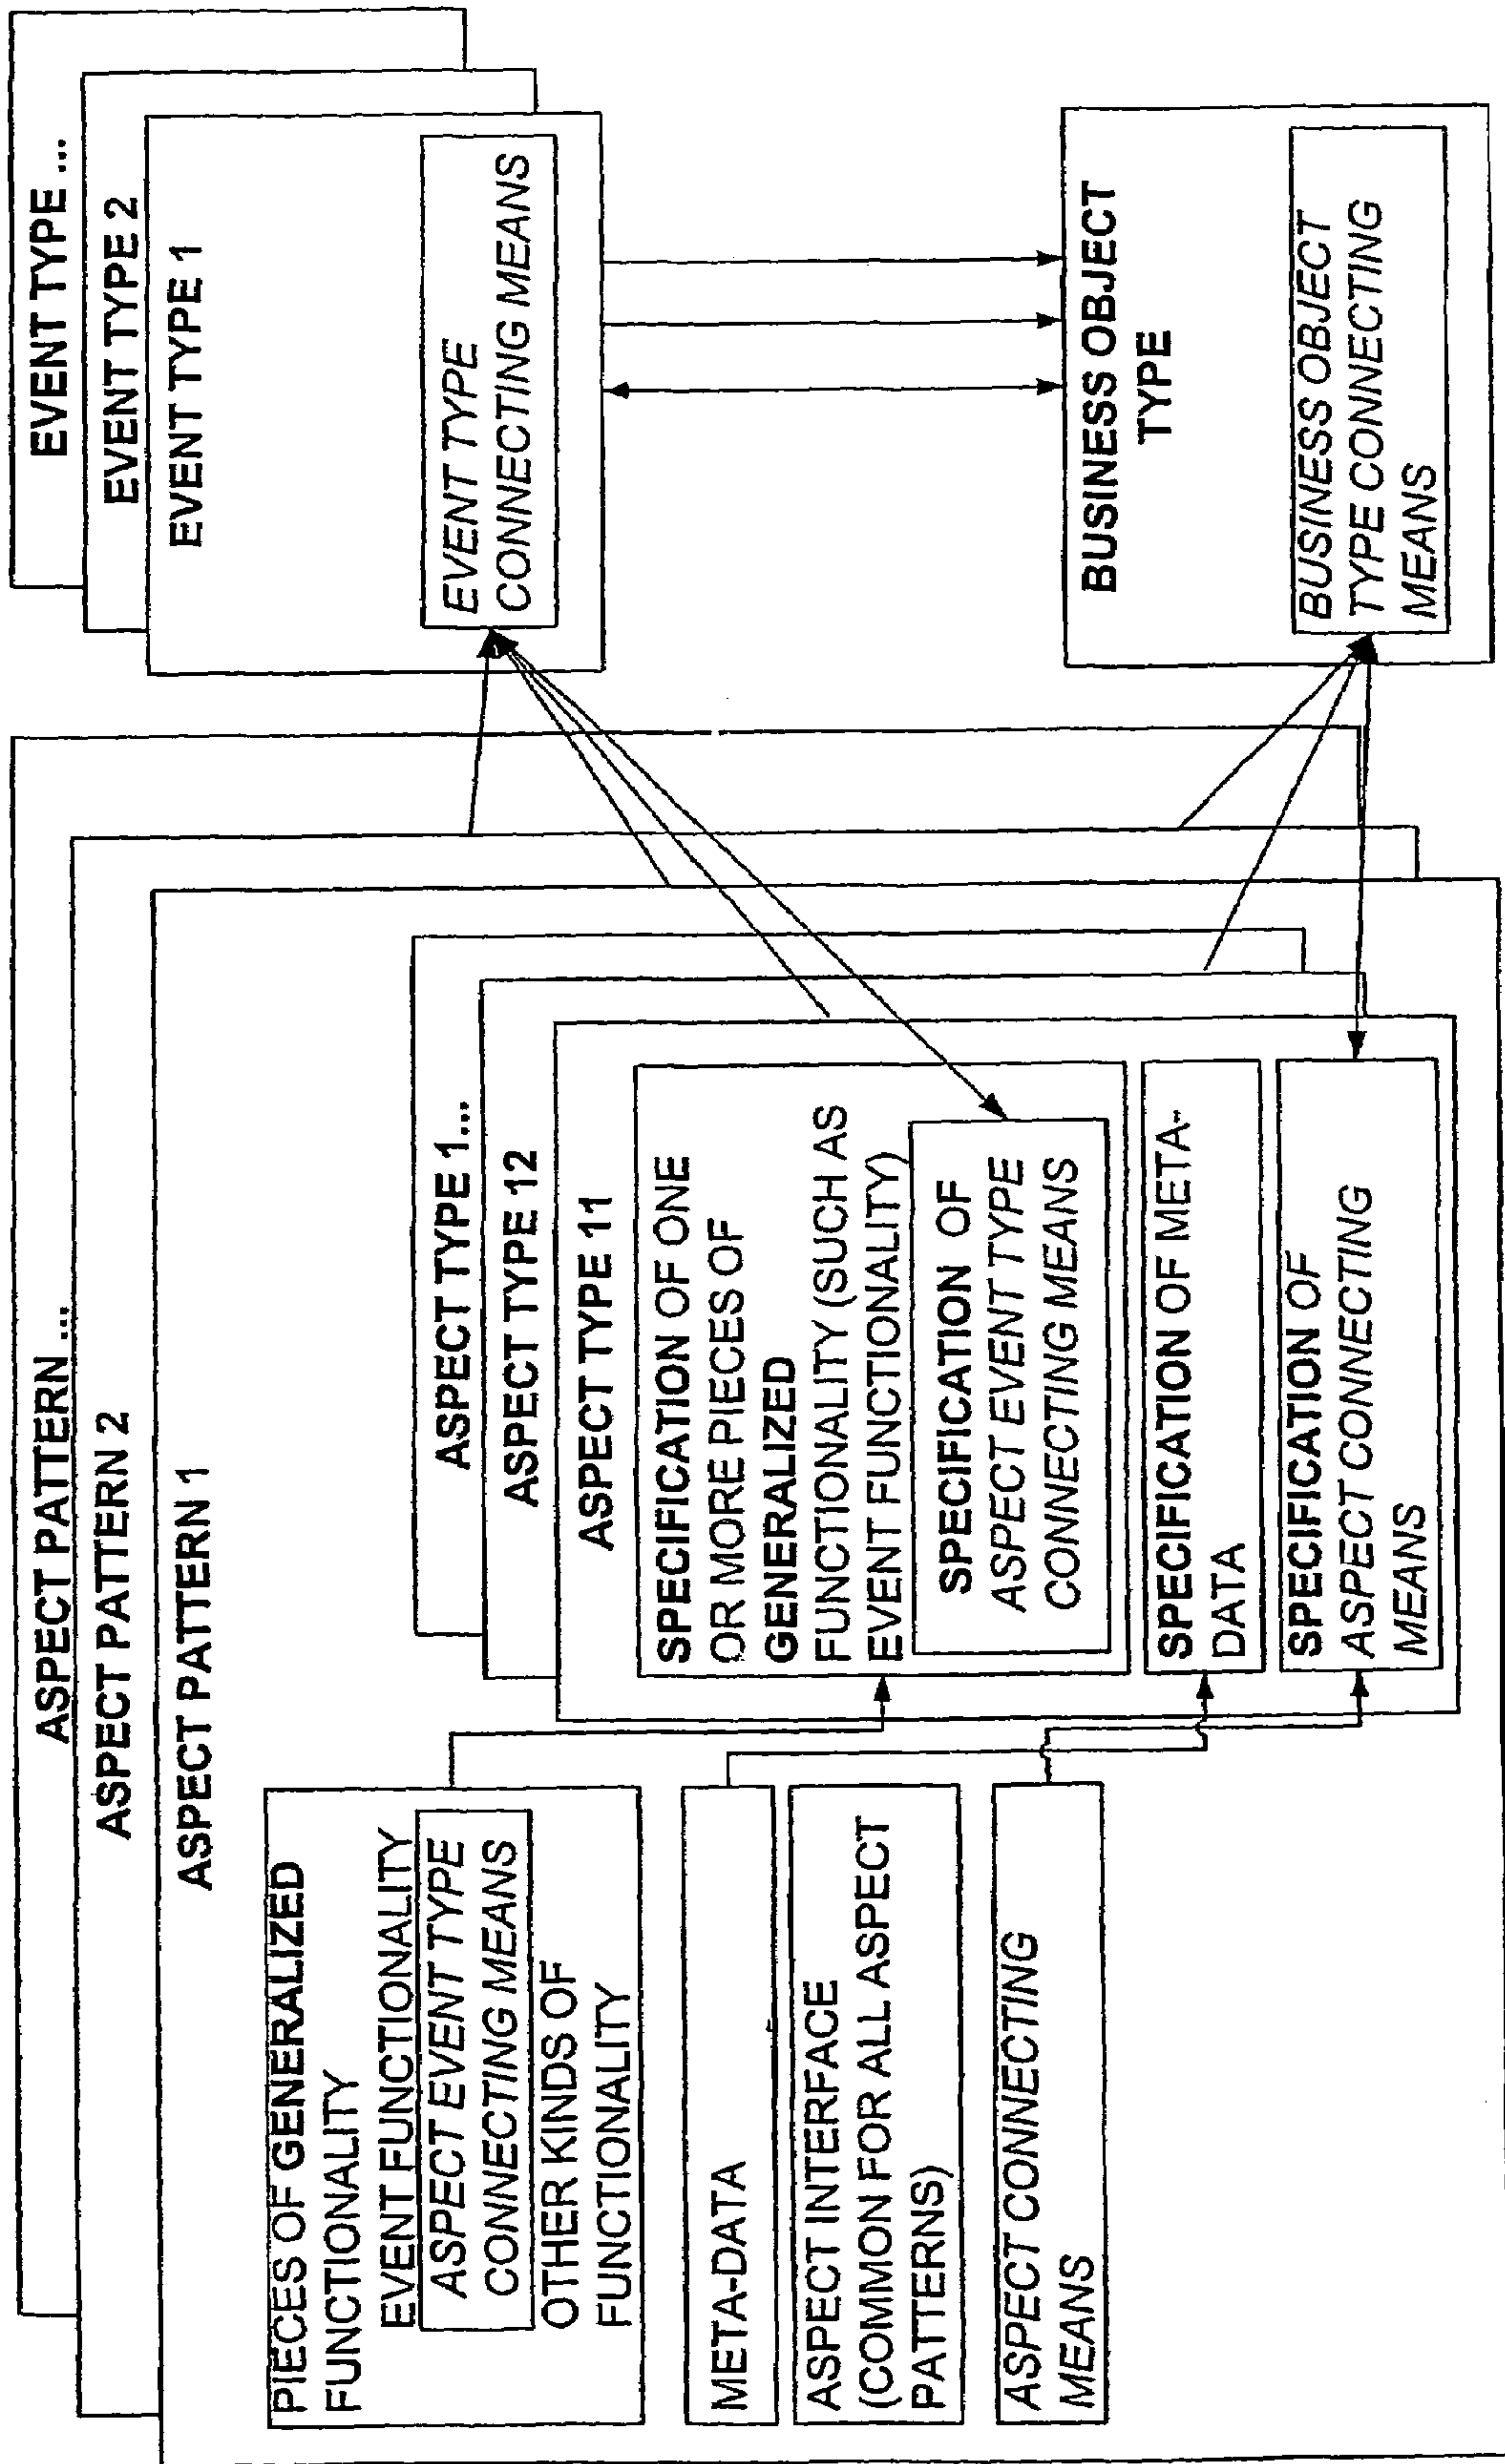 ASPECT PATTERN ...
ASPECT PATTERN 2
ASPECT PATTERN 1
PIECES OF GENERALIZED
FUNCTIONALITY
EVENT FUNCTIONALITY
ASPECT EVENT TYPE
CONNECTING MEANS
OTHER KINDS OF
FUNCTIONALITY
META-DATA
ASPECT INTERFACE
(COMMON FOR ALL ASPECT
PATTERNS)
ASPECT CONNECTING
MEANS
ASPECT TYPE 1...
ASPECT TYPE 12
ASPECT TYPE 11
SPECIFICATION OF ONE
OR MORE PIECES OF
GENERALIZED
FUNCTIONALITY (SUCH AS
EVENT FUNCTIONALITY)
SPECIFICATION OF
ASPECT EVENT TYPE
CONNECTING MEANS
SPECIFICATION OF META-
DATA
SPECIFICATION OF
ASPECT CONNECTING
MEANS
EVENT TYPE ...
EVENT TYPE 2
EVENT TYPE 1
EVENT TYPE
CONNECTING MEANS
BUSINESS OBJECT
TYPE
BUSINESS OBJECT
TYPE CONNECTING
MEANS